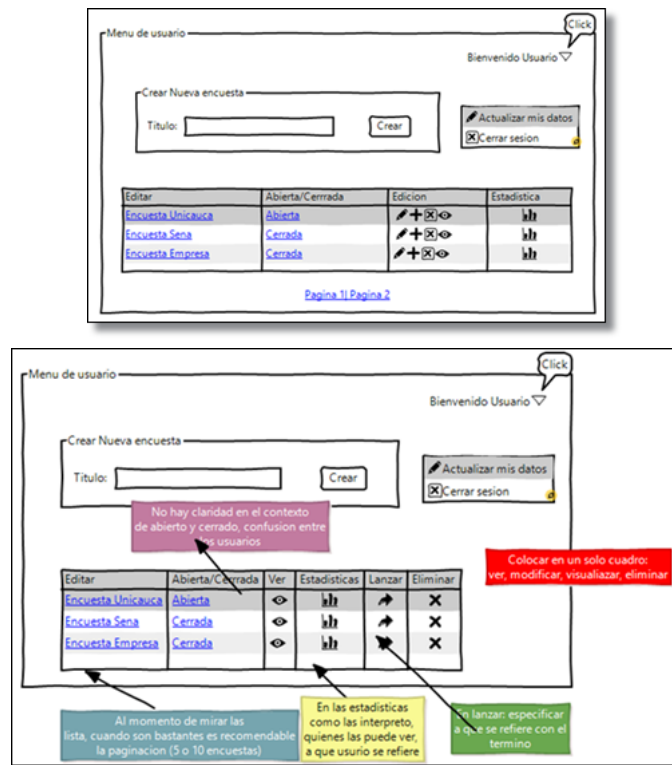 Click
Menu de usuario
Bienvenido Usuario
Crear Nueva encuesta
Titulo: Crear
Actualizar mis datos
Cerrar sesion
Editar Abierta/Cerrrada Edicion Estadistica
Encuesta Unicauca Abierta
Encuesta Sena Cerrada
Encuesta Empresa Cerrada
Pagina 1| Pagina 2
Click
Menu de usuario
Bienvenido Usuario
Crear Nueva encuesta
Titulo: Crear
Actualizar mis datos
Cerrar sesion
No hay claridad en el contexto
de abierto y cerrado, confusion entre
los usuarios
Colocar en un solo cuadro:
ver, modificar, visualiazar, eliminar
Editar Abierta/Cerrrada Ver Estadisticas Lanzar Eliminar
Encuesta Unicauca Abierta
Encuesta Sena Cerrada
Encuesta Empresa Cerrada
Al momento de mirar las
lista, cuando son bastantes es recomendable
la paginacion (5 o 10 encuestas)
En las estadisticas
como las interpreto,
quienes las puede ver,
a que usurio se refiere
En lanzar: especificar
a que se refiere con el
termino